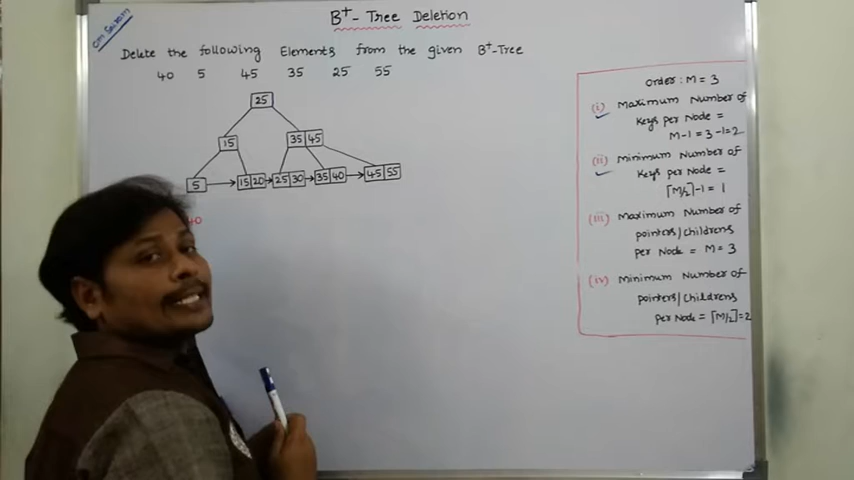 Om Sairam
B+- Tree Deletion
Delete the following Elements from the given B+-Tree
40 5 45 35 25 55
25
15
35 45
5
15 20
25 30
35 40
45 55
40
Order: M = 3
(i) Maximum Number of
Keys per Node =
M-1 = 3-1=2
(ii) Minimum Number of
Keys per Node =
⌈M/2⌉-1 = 1
(iii) Maximum Number of
pointers/childrens
per Node = M = 3
(iv) Minimum Number of
pointers/childrens
per Node = ⌈M/2⌉=2